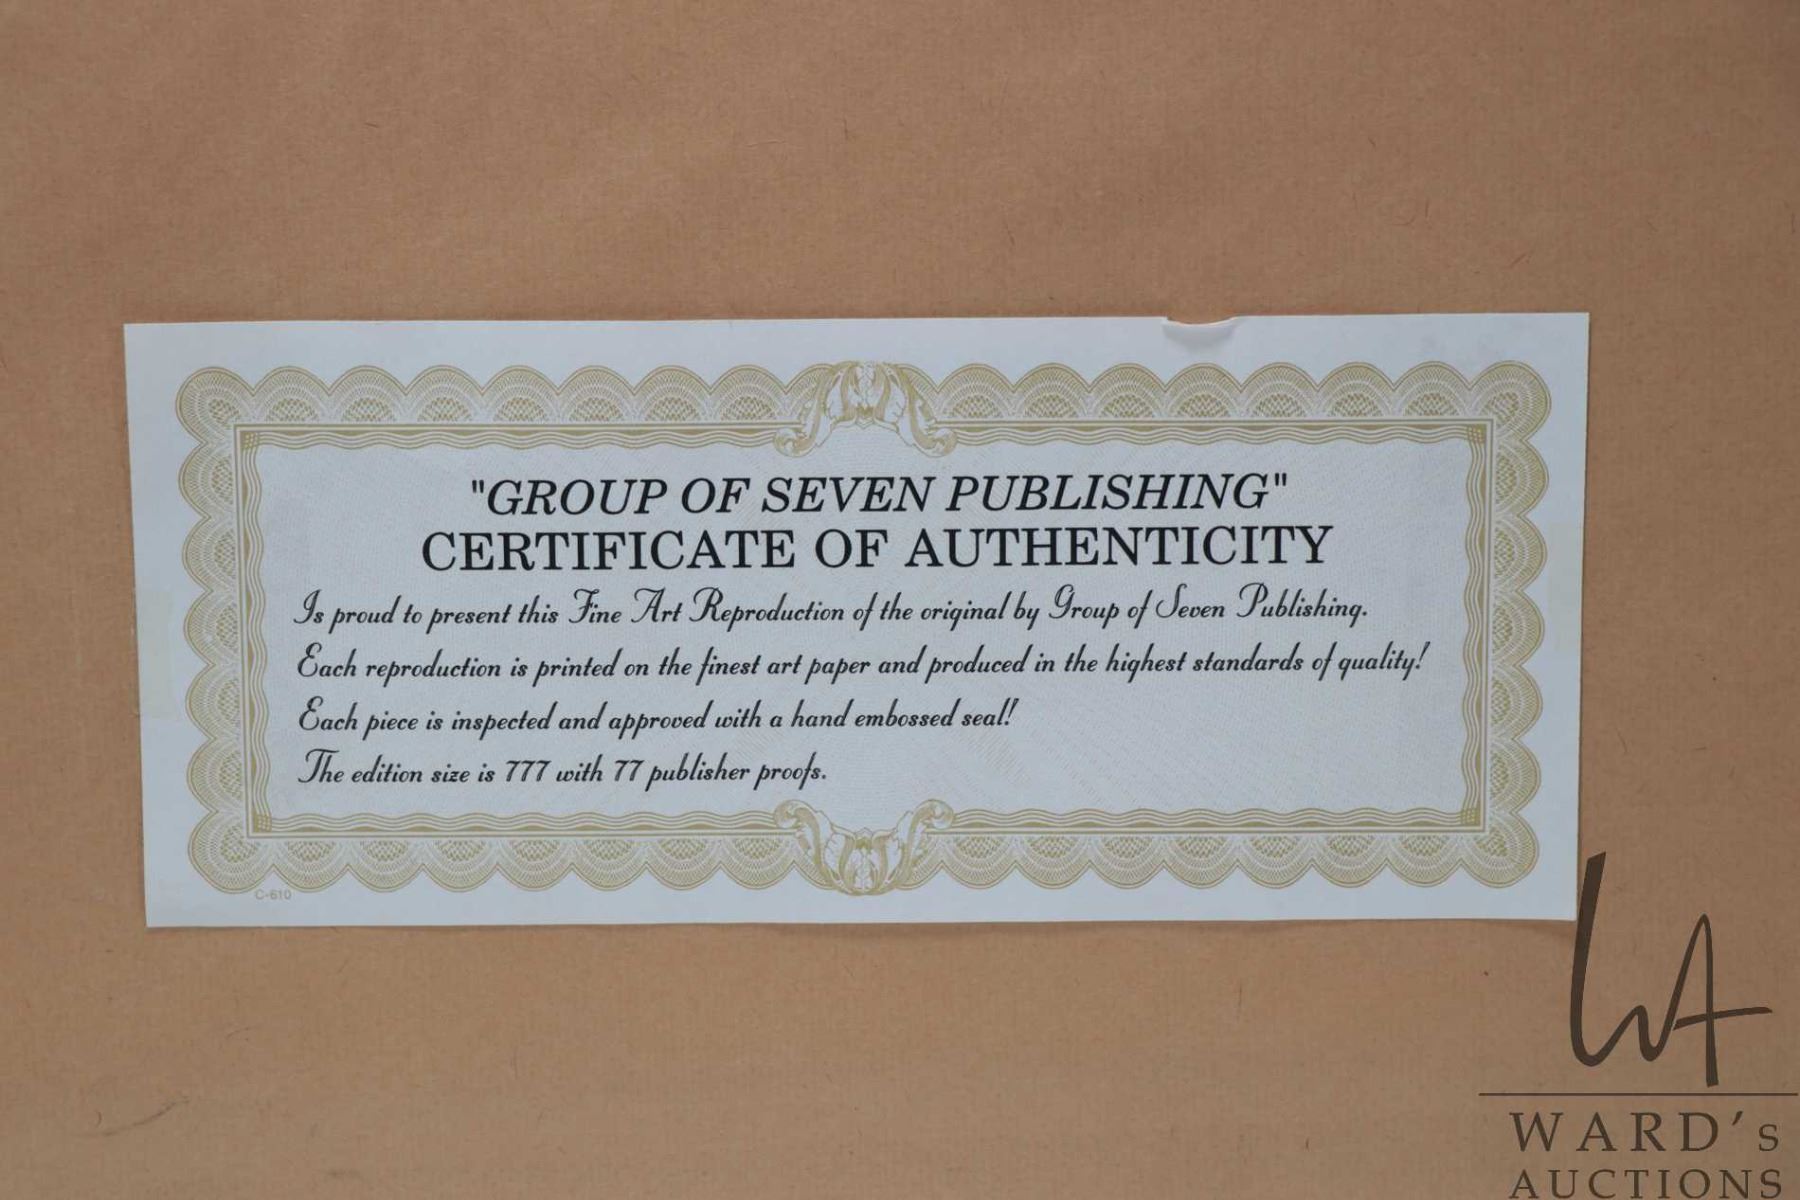 "GROUP OF SEVEN PUBLISHING"
CERTIFICATE OF AUTHENTICITY
Is proud to present this Fine Art Reproduction of the original by Group of Seven Publishing.
Each reproduction is printed on the finest art paper and produced in the highest standards of quality!
Each piece is inspected and approved with a hand embossed seal!
The edition size is 777 with 77 publisher proofs.
C-610
WA
WARD's
AUCTIONS